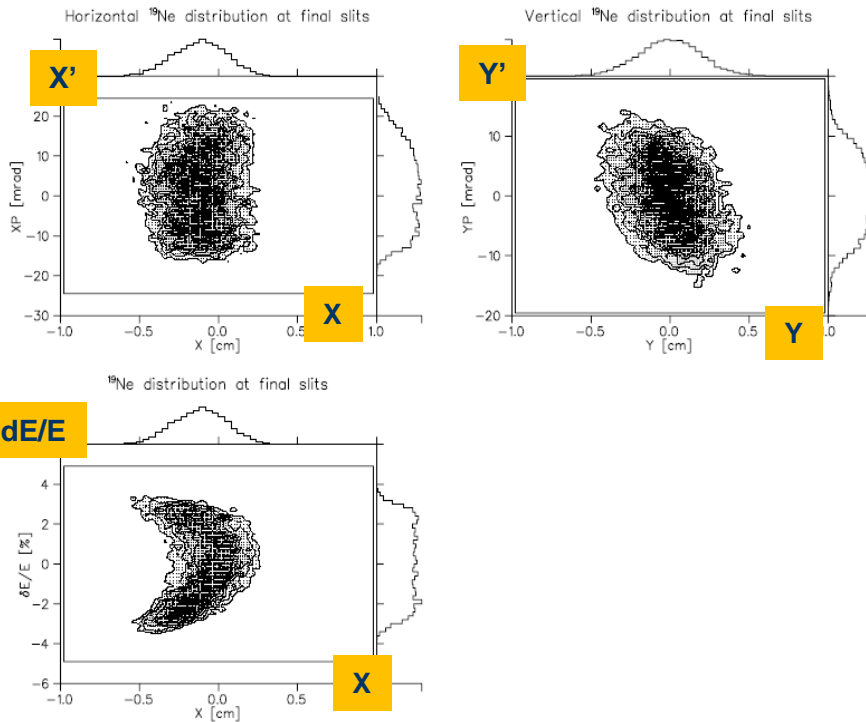 Horizontal ¹⁹Ne distribution at final slits
X'
20
10
0
−10
−20
−30
XP [mrad]
−1.0
−0.5
0.0
0.5
1.0
X [cm]
X
Vertical ¹⁹Ne distribution at final slits
Y'
10
0
−10
−20
YP [mrad]
−1.0
−0.5
0.0
0.5
.0
Y [cm]
Y
¹⁹Ne distribution at final slits
dE/E
4
2
0
−2
−4
−6
δE/E [%]
−1.0
−0.5
0.0
0.5
1.0
X [cm]
X